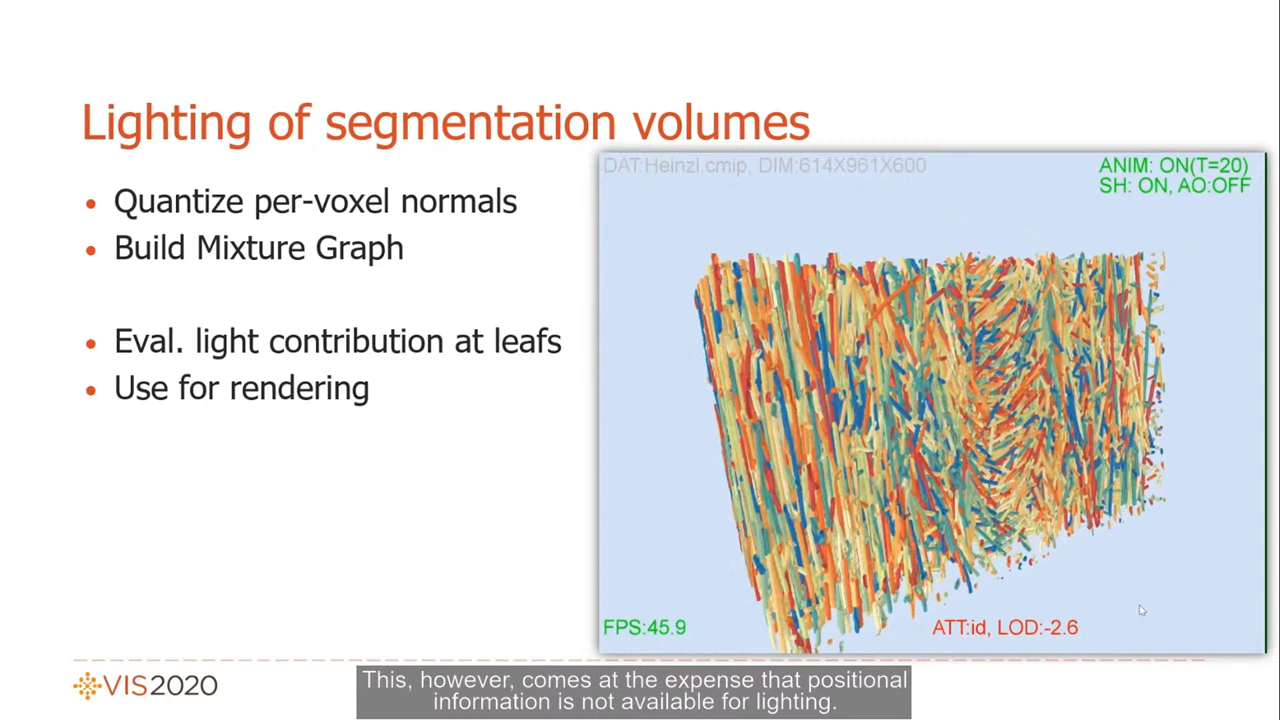 Lighting of segmentation volumes
• Quantize per-voxel normals
• Build Mixture Graph
• Eval. light contribution at leafs
• Use for rendering
DAT:Heinzl.cmip, DIM:614X961X600
ANIM: ON(T=20)
SH: ON, AO:OFF
FPS:45.9
ATT:id, LOD:-2.6
VIS2020
This, however, comes at the expense that positional
information is not available for lighting.